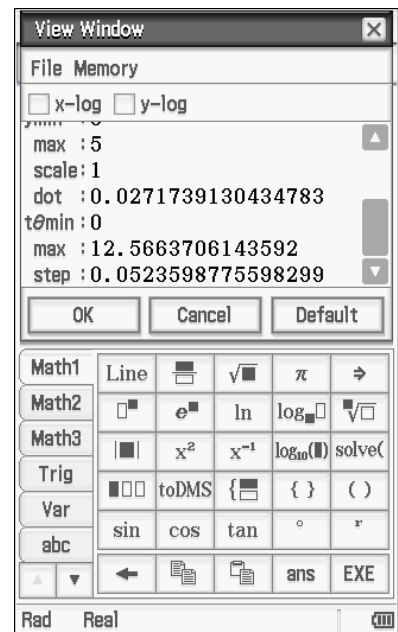 View Window
File Memory
x-log y-log
max :5
scale:1
dot :0.0271739130434783
tθmin:0
max :12.5663706143592
step :0.0523598775598299
OK Cancel Default
Math1 Line √■ π ⇒
Math2 □■ e■ ln log■□ ■√□
Math3 |■| x² x⁻¹ log₁₀(■) solve(
Trig ■□□ toDMS { { } ( )
Var
sin cos tan ° r
abc
ans EXE
Rad Real